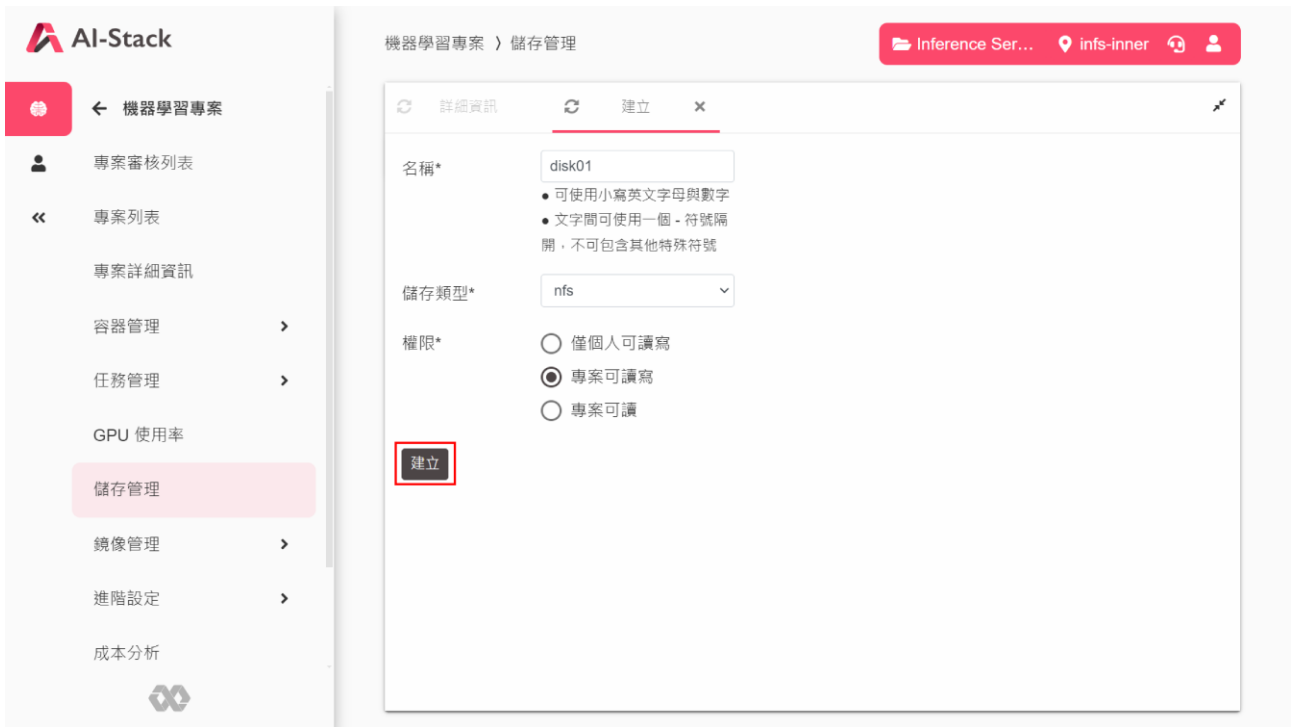 AI-Stack
機器學習專案 〉儲存管理
Inference Ser...
infs-inner
機器學習專案
專案審核列表
專案列表
專案詳細資訊
容器管理
任務管理
GPU 使用率
儲存管理
鏡像管理
進階設定
成本分析
詳細資訊
建立
名稱*
disk01
● 可使用小寫英文字母與數字
● 文字間可使用一個 - 符號隔
開，不可包含其他特殊符號
儲存類型*
nfs
權限*
僅個人可讀寫
專案可讀寫
專案可讀
建立